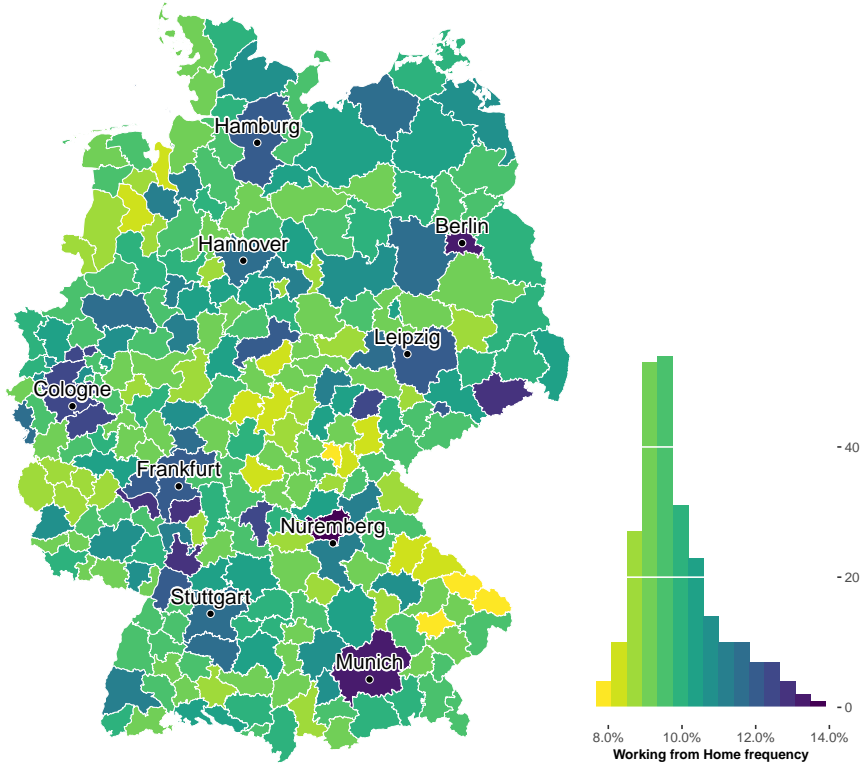 Hamburg
Berlin
Hannover
Leipzig
Cologne
Frankfurt
Nuremberg
Stuttgart
Munich
40
20
0
8.0% 10.0% 12.0% 14.0%
Working from Home frequency